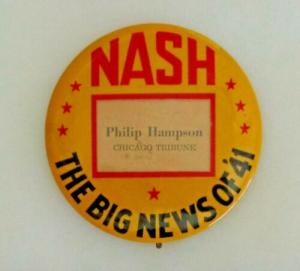 NASH
Philip Hampson
CHICAGO TRIBUNE
THE BIG NEWS OF '41